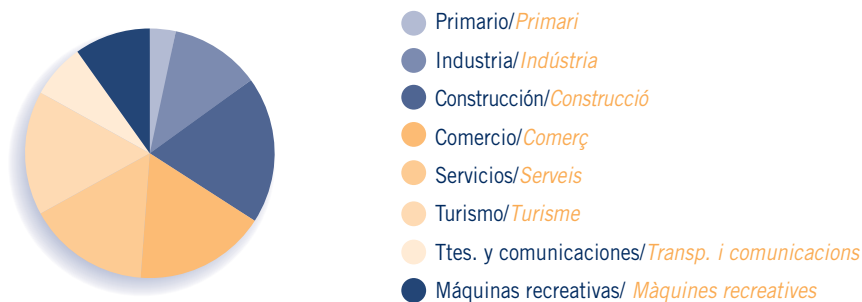 Primario/Primari
Industria/Indústria
Construcción/Construcció
Comercio/Comerç
Servicios/Serveis
Turismo/Turisme
Ttes. y comunicaciones/Transp. i comunicacions
Máquinas recreativas/ Màquines recreatives